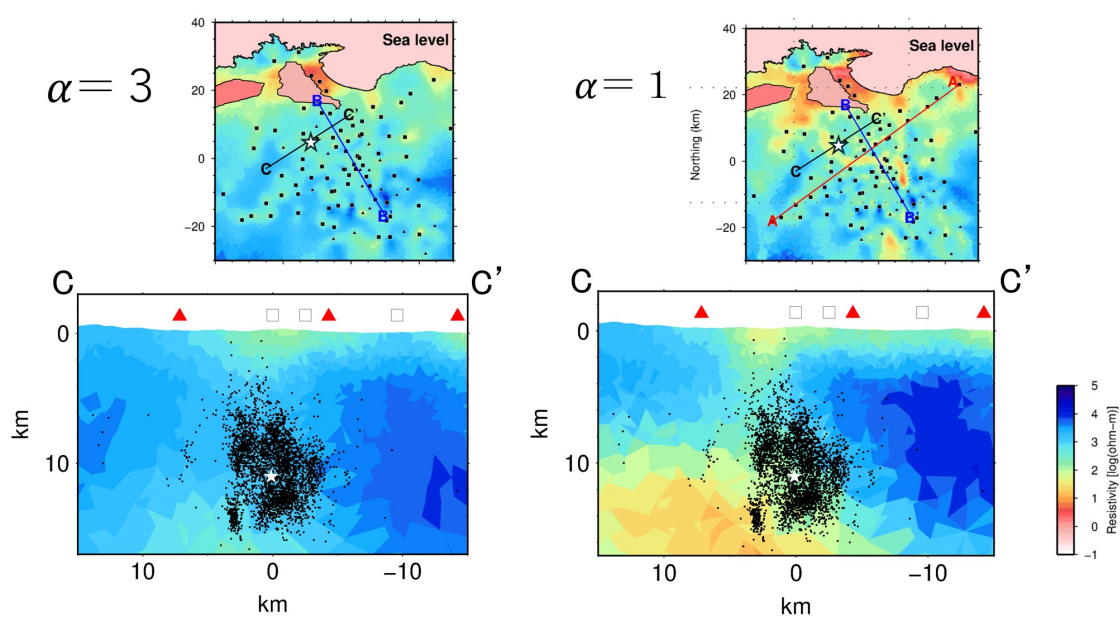 α= 3
40
20
0
−20
Sea level
B
C'
C
B'
α= 1
40
20
0
−20
Northing (km)
Sea level
A'
B
C'
C
A
B'
C
C'
0
10
km
10
0
−10
km
C
C'
0
10
km
10
0
−10
km
5
4
3
2
1
0
−1
Resistivity [log(ohm−m)]